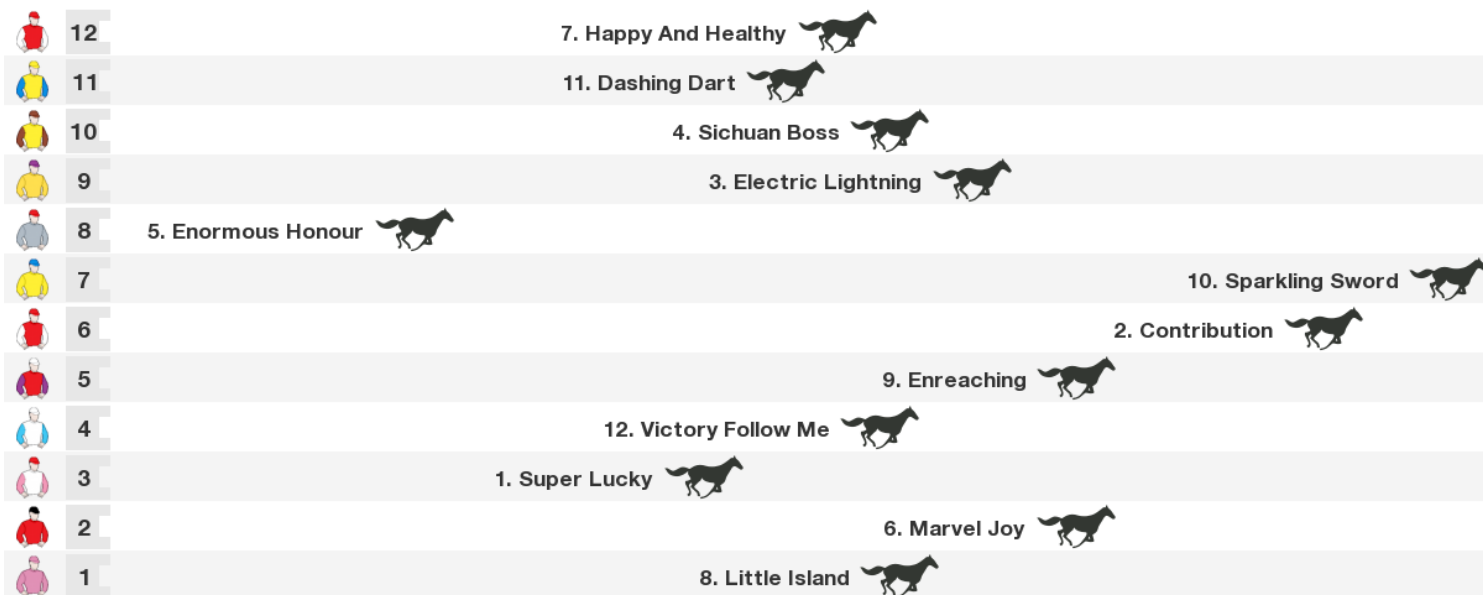 12 7. Happy And Healthy
11 11. Dashing Dart
10 4. Sichuan Boss
9 3. Electric Lightning
8 5. Enormous Honour
7 10. Sparkling Sword
6 2. Contribution
5 9. Enreaching
4 12. Victory Follow Me
3 1. Super Lucky
2 6. Marvel Joy
1 8. Little Island